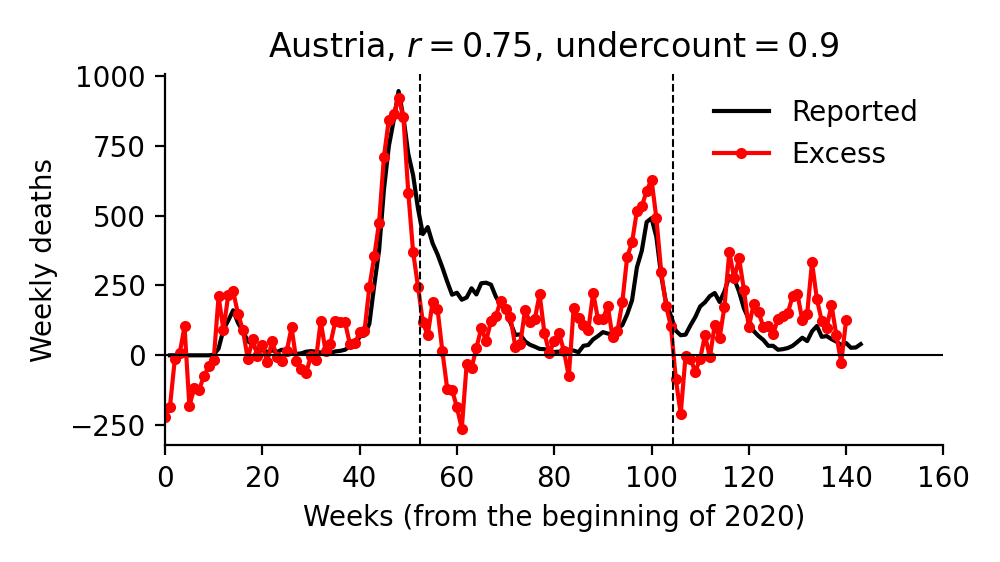 Austria, r = 0.75, undercount = 0.9
Reported
Excess
Weekly deaths
1000
750
500
250
0
−250
0 20 40 60 80 100 120 140 160
Weeks (from the beginning of 2020)